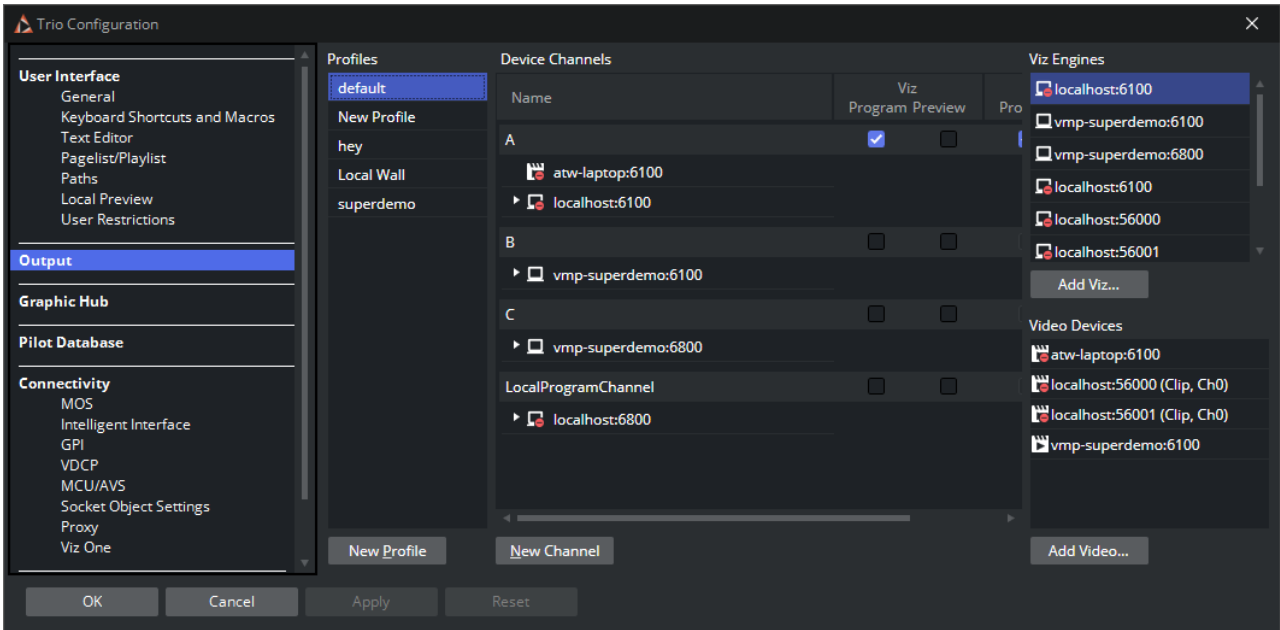 Trio Configuration
User Interface
General
Keyboard Shortcuts and Macros
Text Editor
Pagelist/Playlist
Paths
Local Preview
User Restrictions
Output
Graphic Hub
Pilot Database
Connectivity
MOS
Intelligent Interface
GPI
VDCP
MCU/AVS
Socket Object Settings
Proxy
Viz One
Profiles
default
New Profile
hey
Local Wall
superdemo
New Profile
Device Channels
Name
Viz
Program Preview
Pro
A
atw-laptop:6100
localhost:6100
B
vmp-superdemo:6100
C
vmp-superdemo:6800
LocalProgramChannel
localhost:6800
New Channel
Viz Engines
localhost:6100
vmp-superdemo:6100
vmp-superdemo:6800
localhost:6100
localhost:56000
localhost:56001
Add Viz...
Video Devices
atw-laptop:6100
localhost:56000 (Clip, Ch0)
localhost:56001 (Clip, Ch0)
vmp-superdemo:6100
Add Video...
OK
Cancel
Apply
Reset